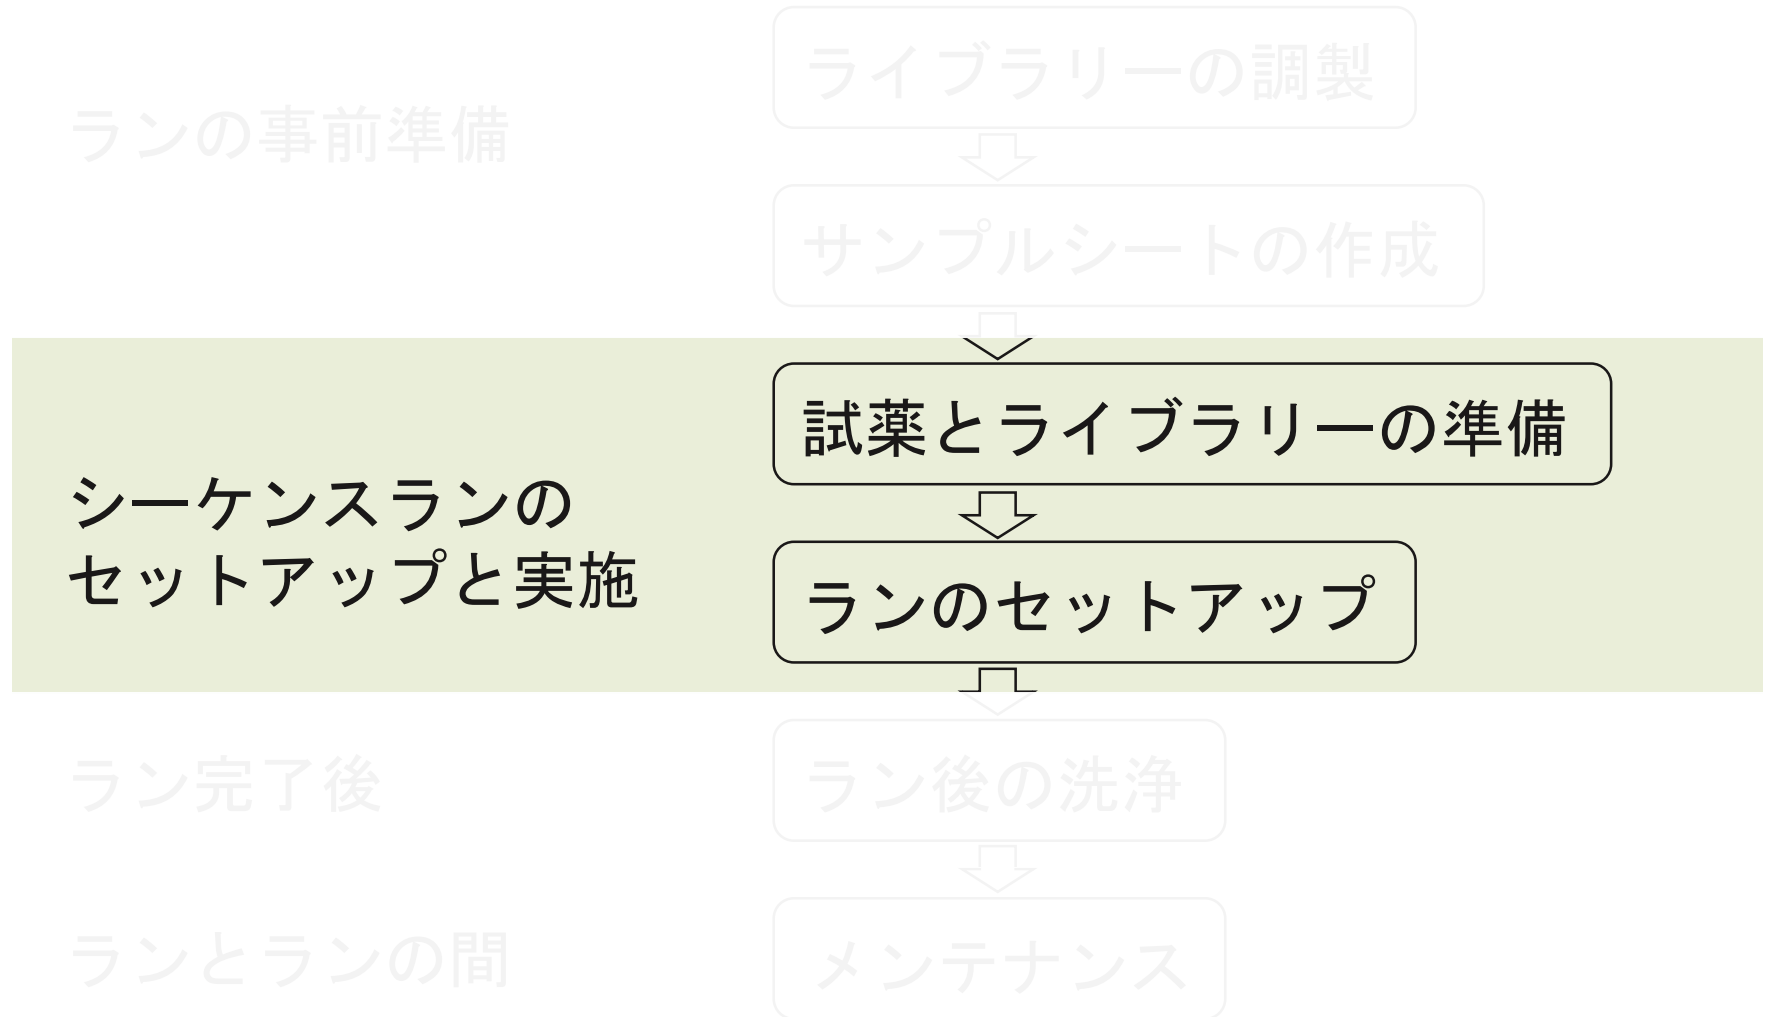 ランの事前準備
ライブラリーの調製
サンプルシートの作成
シーケンスランの
セットアップと実施
試薬とライブラリーの準備
ランのセットアップ
ラン完了後
ラン後の洗浄
ランとランの間
メンテナンス